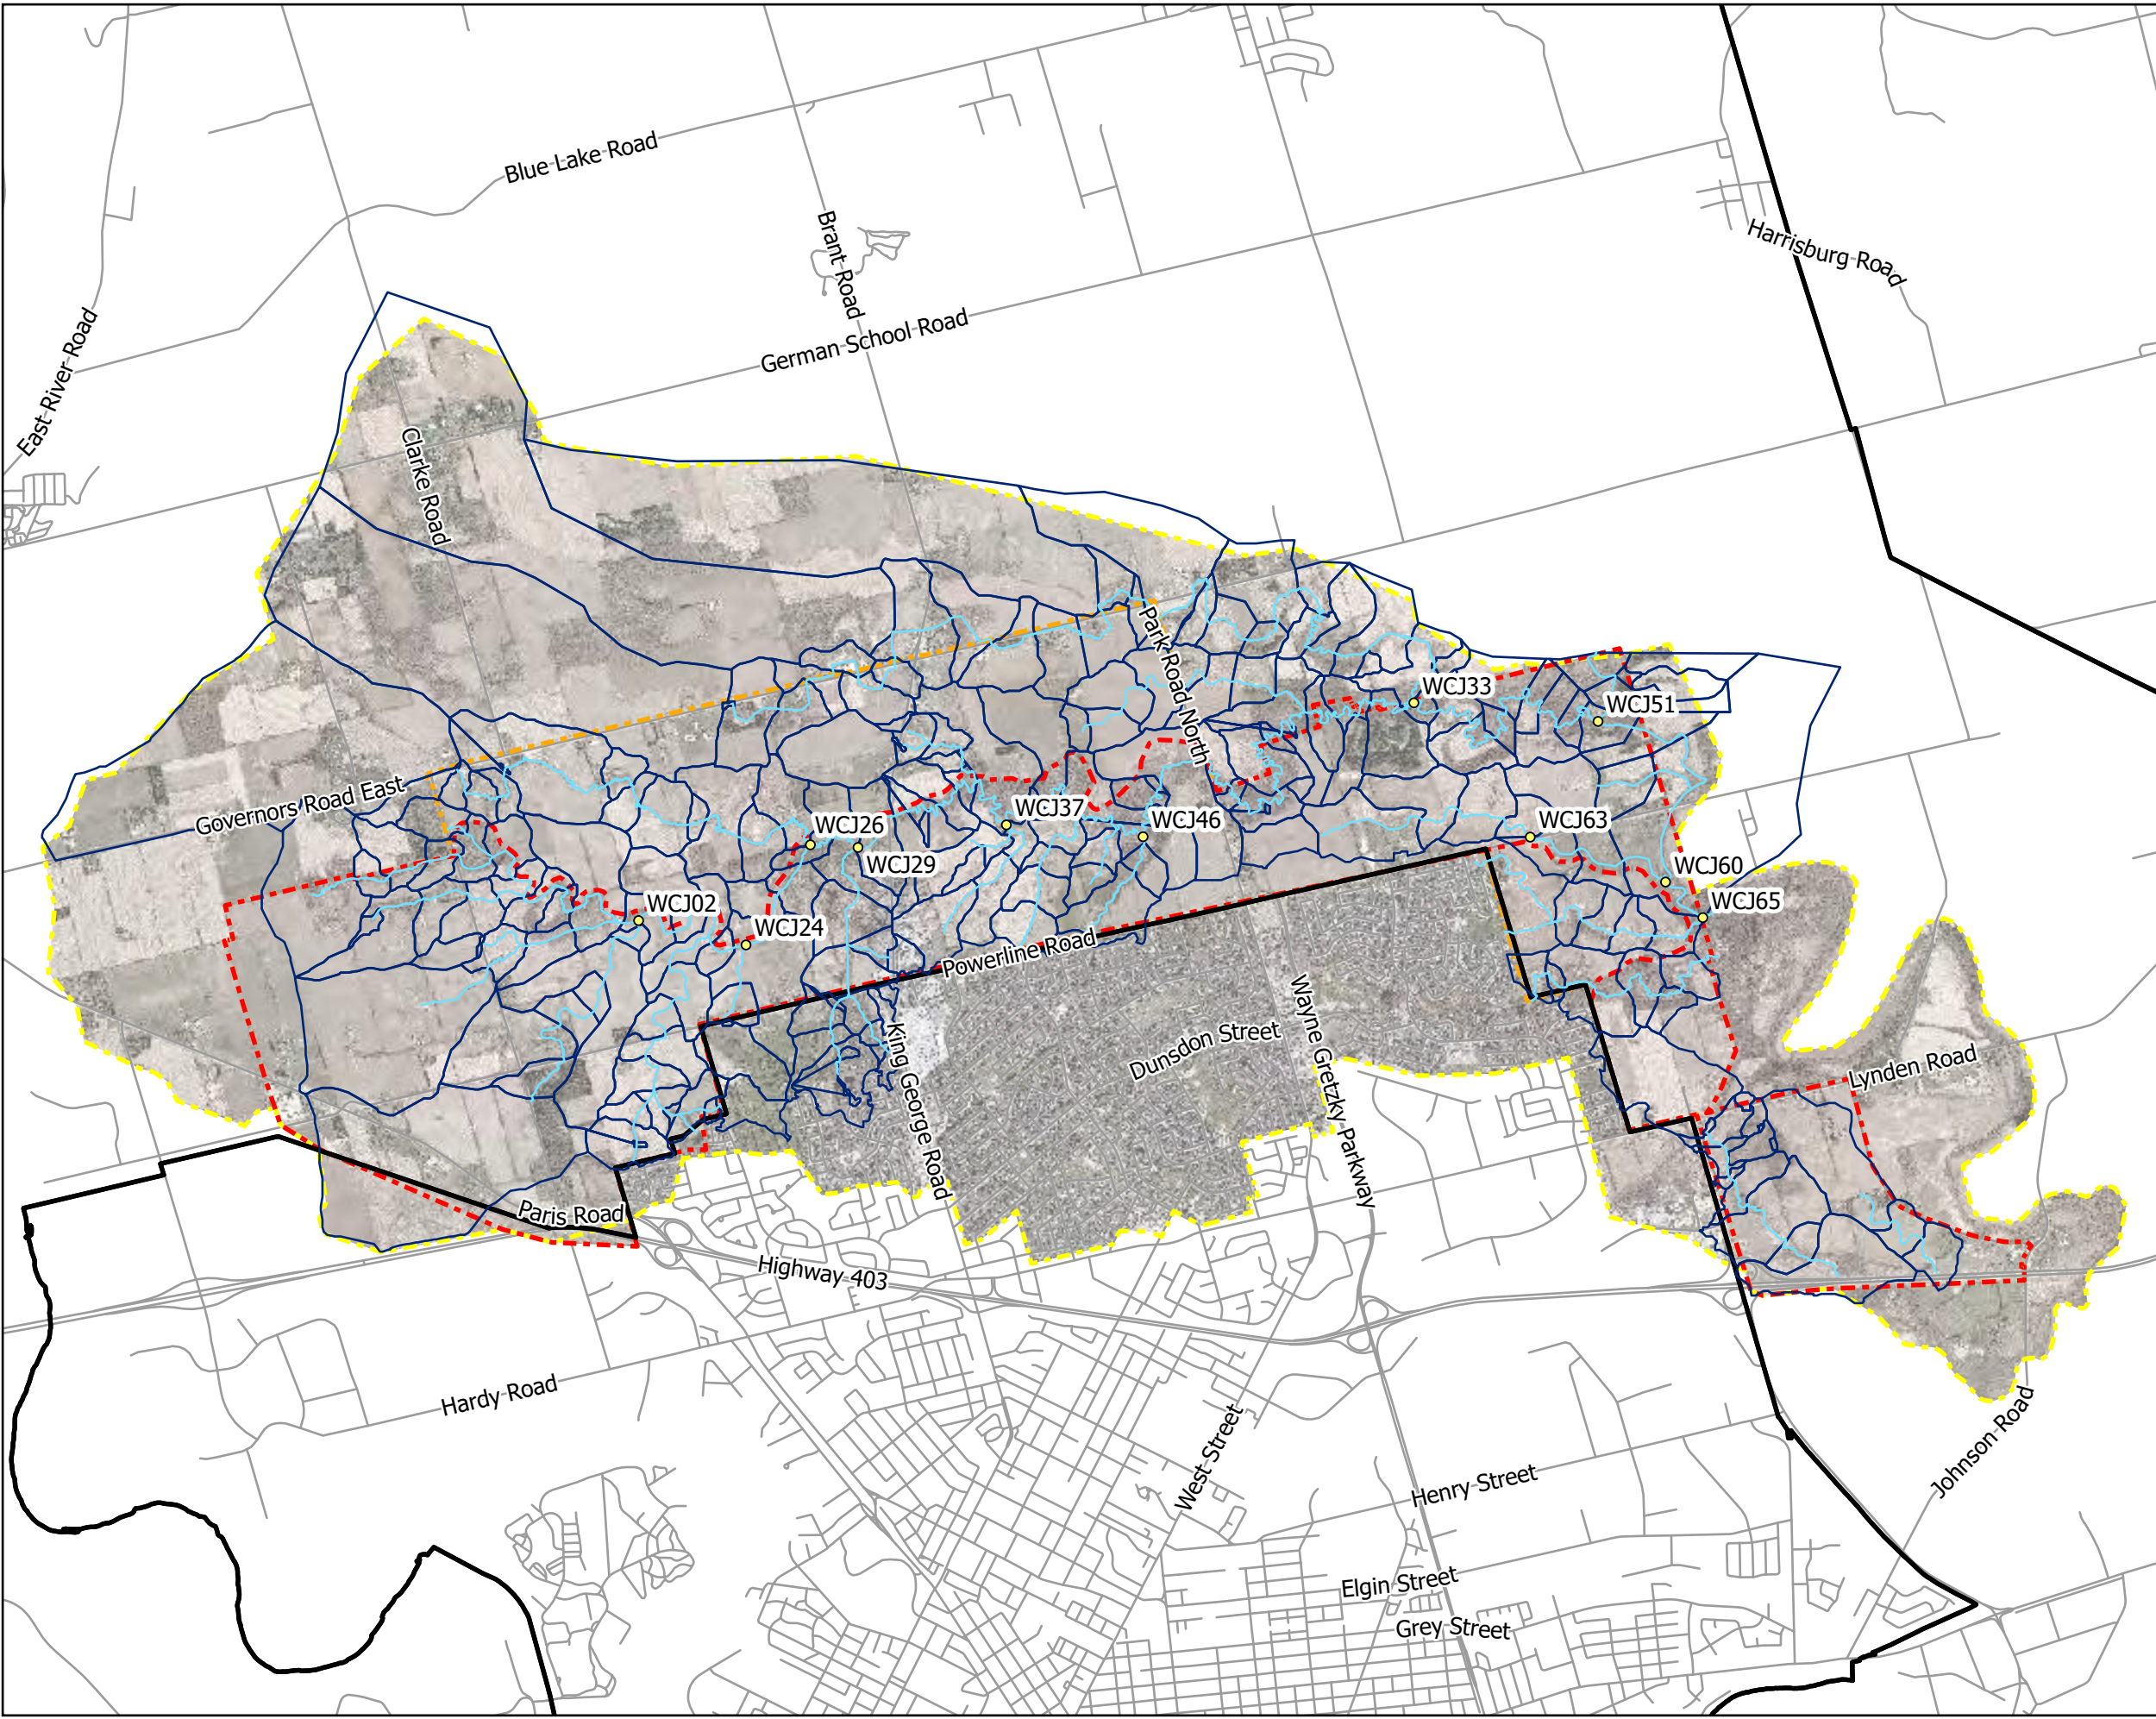 Blue Lake Road
Brant Road
Harrisburg Road
German School Road
East River Road
Clarke Road
Park Road North
WCJ33
WCJ51
Governors Road East
WCJ37
WCJ26
WCJ46
WCJ63
WCJ29
WCJ60
WCJ02
WCJ65
WCJ24
Powerline Road
Wayne Gretzky Parkway
Dunsdon Street
King George Road
Lynden Road
Paris Road
Highway 403
Hardy Road
West Street
Johnson Road
Henry Street
Elgin Street
Grey Street